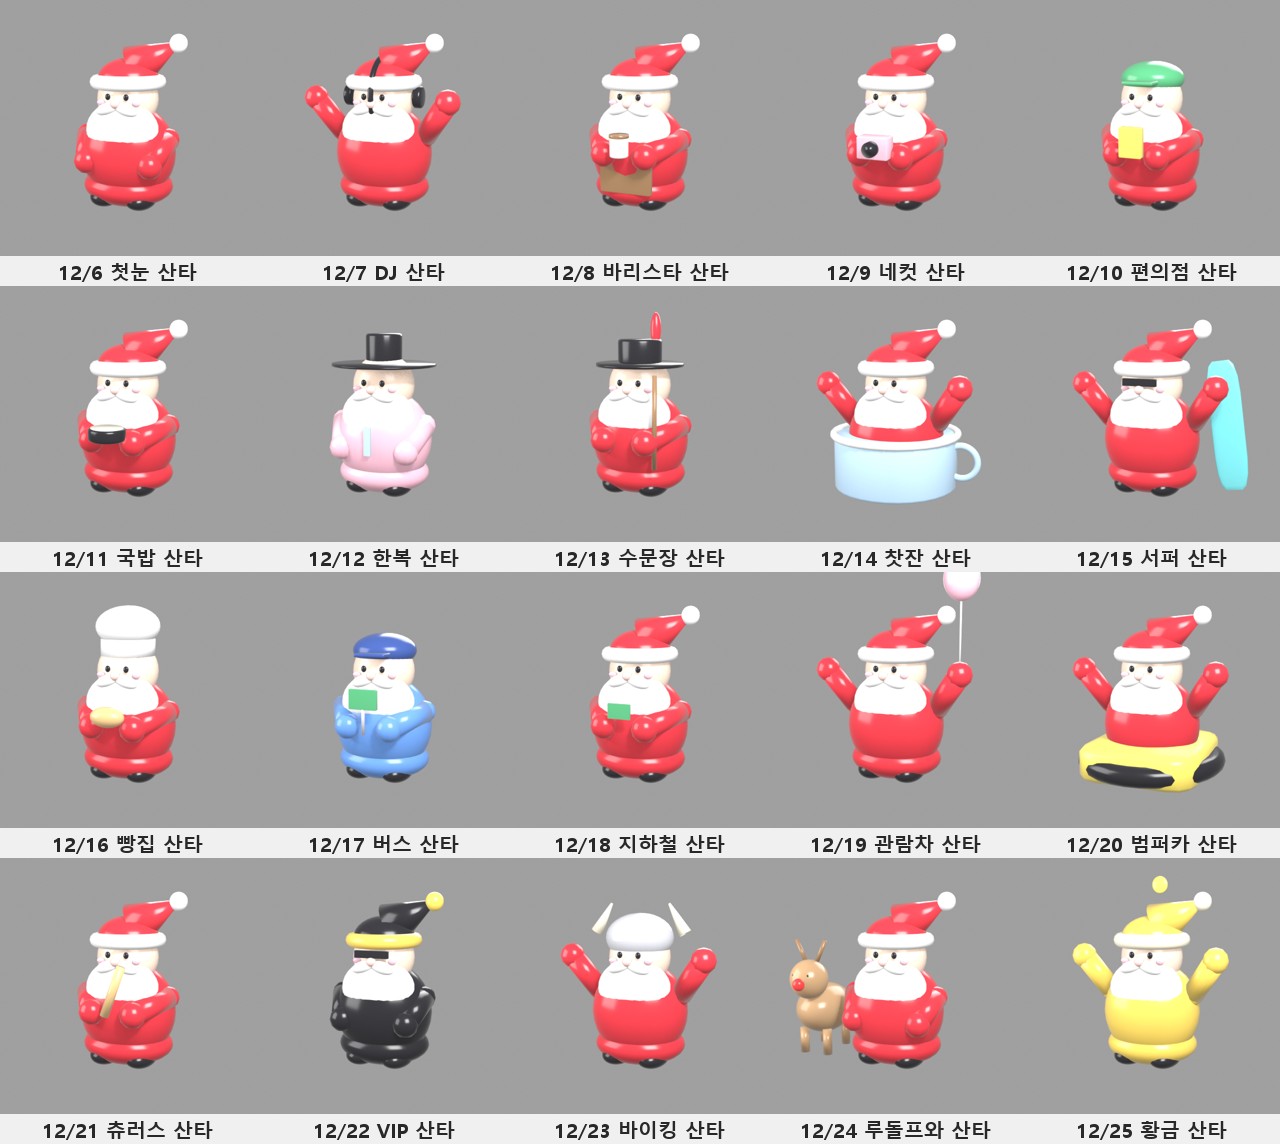 12/6 첫눈 산타
12/7 DJ 산타
12/8 바리스타 산타
12/9 네컷 산타
12/10 편의점 산타
12/11 국밥 산타
12/12 한복 산타
12/13 수문장 산타
12/14 찻잔 산타
12/15 서퍼 산타
12/16 빵집 산타
12/17 버스 산타
12/18 지하철 산타
12/19 관람차 산타
12/20 범퍼카 산타
12/21 츄러스 산타
12/22 VIP 산타
12/23 바이킹 산타
12/24 루돌프와 산타
12/25 황금 산타